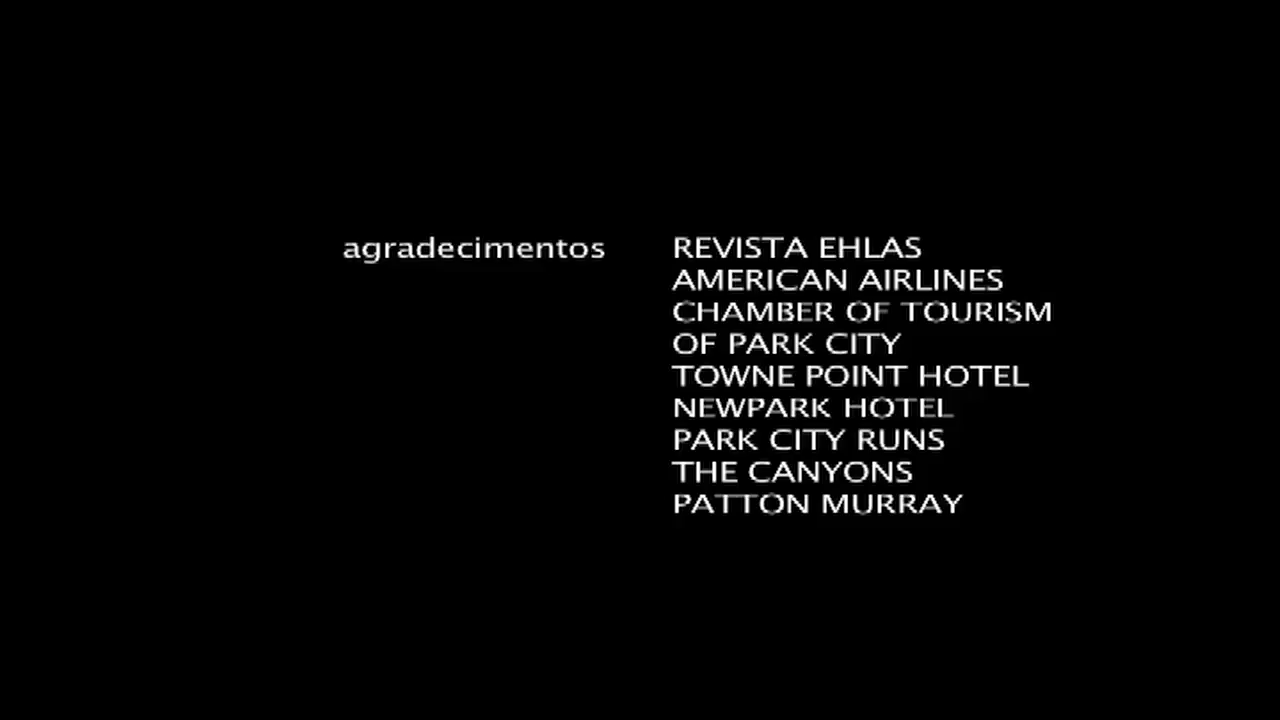 agradecimentos REVISTA EHLAS
AMERICAN AIRLINES
CHAMBER OF TOURISM
OF PARK CITY
TOWNE POINT HOTEL
NEWPARK HOTEL
PARK CITY RUNS
THE CANYONS
PATTON MURRAY